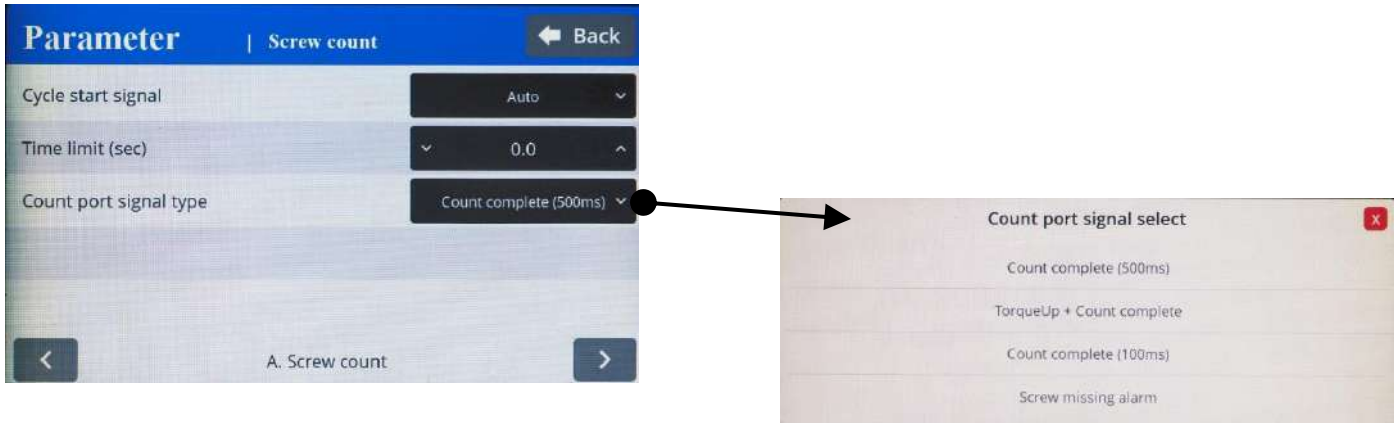 Parameter | Screw count Back
Cycle start signal Auto
Time limit (sec) 0.0
Count port signal type Count complete (500ms)
A. Screw count
Count port signal select X
Count complete (500ms)
TorqueUp + Count complete
Count complete (100ms)
Screw missing alarm